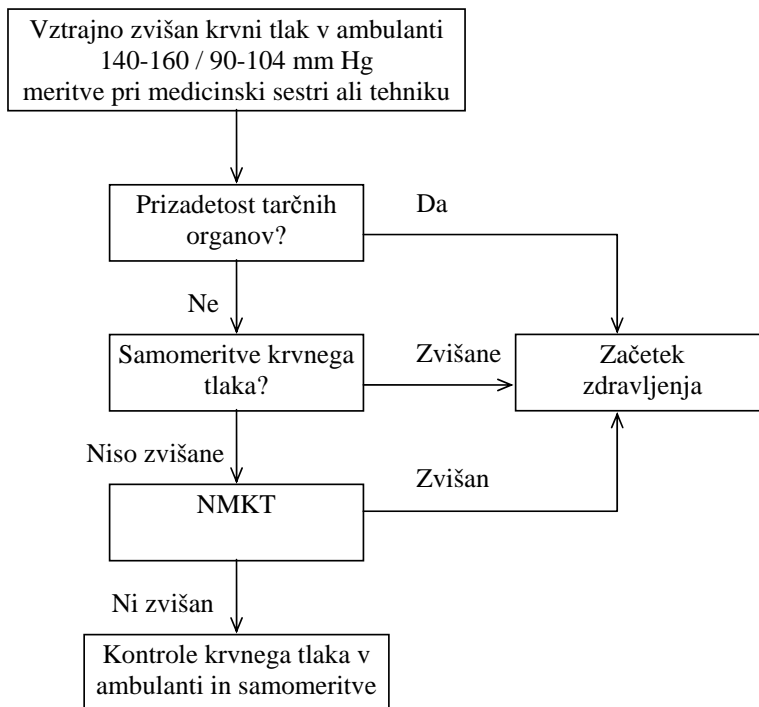 Vztrajno zvišan krvni tlak v ambulanti
140-160 / 90-104 mm Hg
meritve pri medicinski sestri ali tehniku
Prizadetost tarčnih
organov?
Da
Ne
Samomeritve krvnega
tlaka?
Zvišane
Začetek
zdravljenja
Niso zvišane
NMKT
Zvišan
Ni zvišan
Kontrole krvnega tlaka v
ambulanti in samomeritve